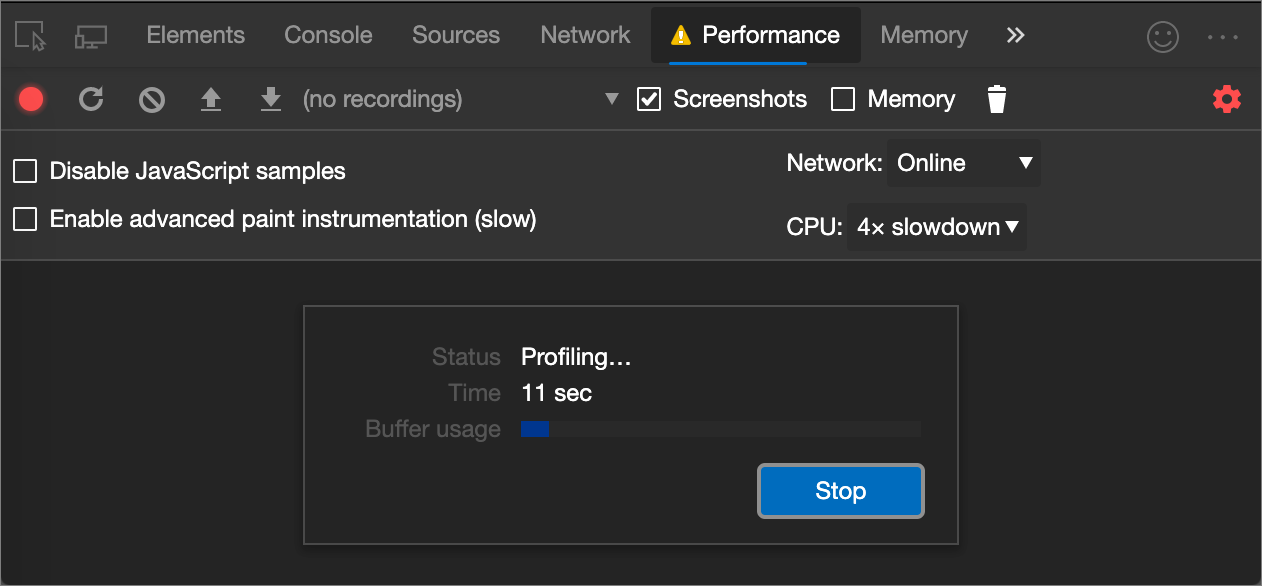 Elements Console Sources Network Performance Memory »
(no recordings) Screenshots Memory
Disable JavaScript samples
Network: Online
Enable advanced paint instrumentation (slow)
CPU: 4× slowdown
Status Profiling…
Time 11 sec
Buffer usage
Stop